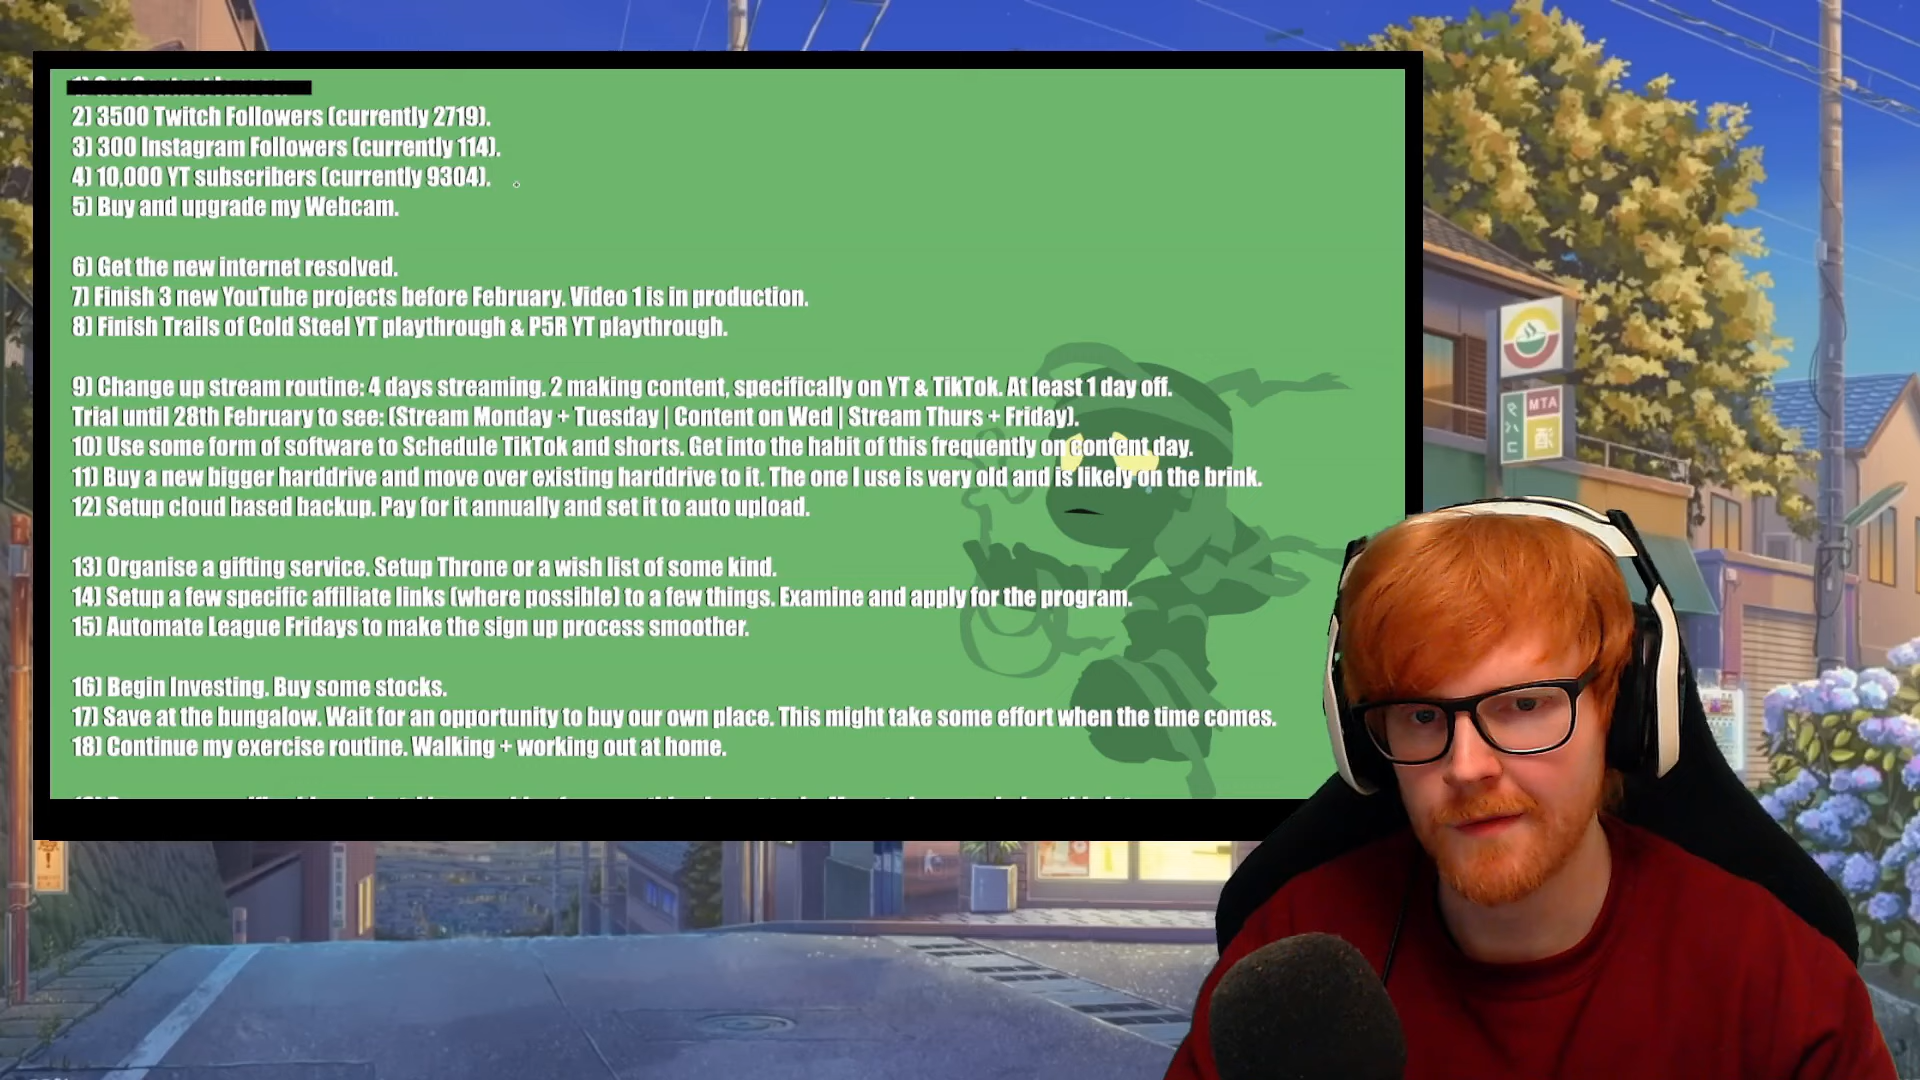 2) 3500 Twitch Followers (currently 2719).
3) 300 Instagram Followers (currently 114).
4) 10,000 YT subscribers (currently 9304).
5) Buy and upgrade my Webcam.
6) Get the new internet resolved.
7) Finish 3 new YouTube projects before February. Video 1 is in production.
8) Finish Trails of Cold Steel YT playthrough & P5R YT playthrough.
9) Change up stream routine: 4 days streaming. 2 making content, specifically on YT & TikTok. At least 1 day off.
Trial until 28th February to see: (Stream Monday + Tuesday | Content on Wed | Stream Thurs + Friday).
10) Use some form of software to Schedule TikTok and shorts. Get into the habit of this frequently on content day.
11) Buy a new bigger harddrive and move over existing harddrive to it. The one I use is very old and is likely on the brink.
12) Setup cloud based backup. Pay for it annually and set it to auto upload.
13) Organise a gifting service. Setup Throne or a wish list of some kind.
14) Setup a few specific affiliate links (where possible) to a few things. Examine and apply for the program.
15) Automate League Fridays to make the sign up process smoother.
16) Begin Investing. Buy some stocks.
17) Save at the bungalow. Wait for an opportunity to buy our own place. This might take some effort when the time comes.
18) Continue my exercise routine. Walking + working out at home.
MTA